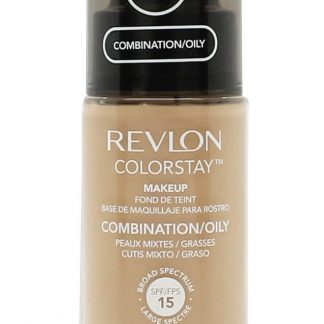 COMBINATION/OILY
REVLON
COLORSTAY™
MAKEUP
FOND DE TEINT
BASE DE MAQUILLAJE PARA ROSTRO
COMBINATION/OILY
PEAUX MIXTES / GRASSES
CUTIS MIXTO / GRASO
BROAD SPECTRUM
SPF/FPS
15
LARGE SPECTRE